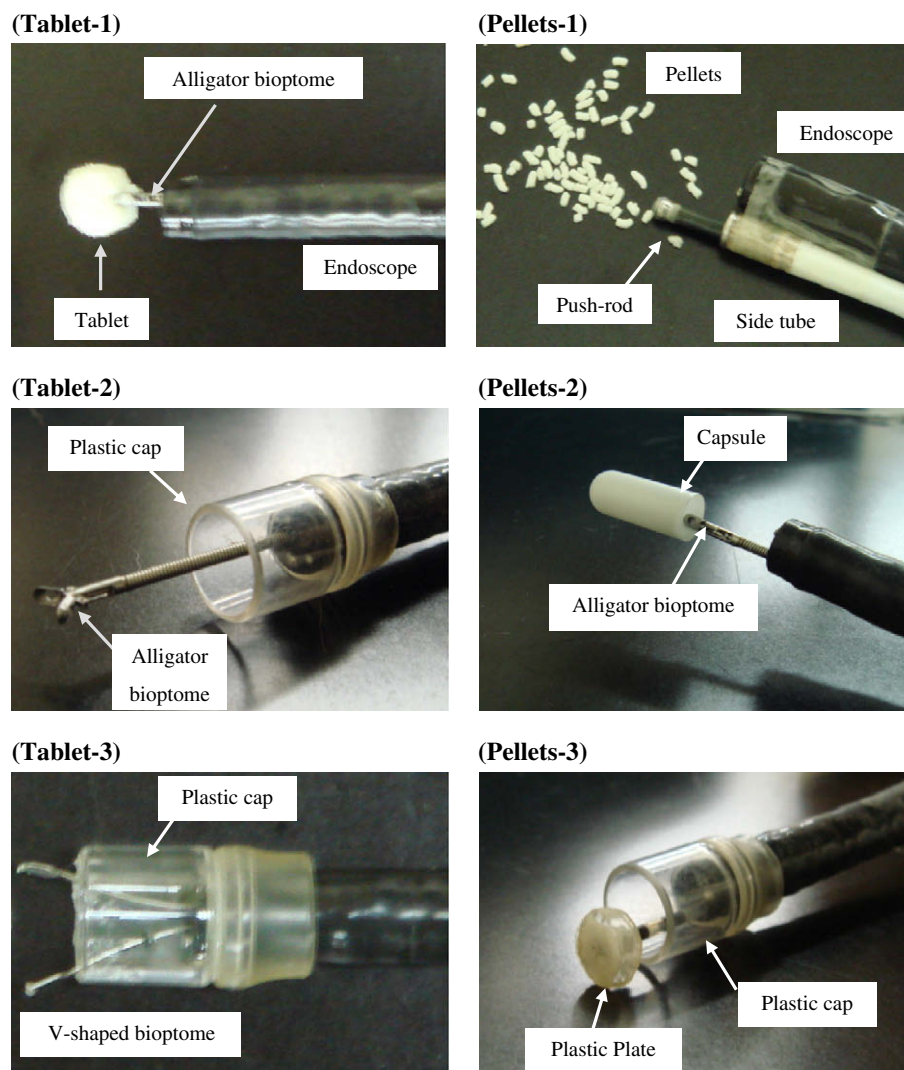 (Tablet-1)
Alligator bioptome
Endoscope
Tablet
(Pellets-1)
Pellets
Endoscope
Push-rod
Side tube
(Tablet-2)
Plastic cap
Alligator
bioptome
(Pellets-2)
Capsule
Alligator bioptome
(Tablet-3)
Plastic cap
V-shaped bioptome
(Pellets-3)
Plastic cap
Plastic Plate